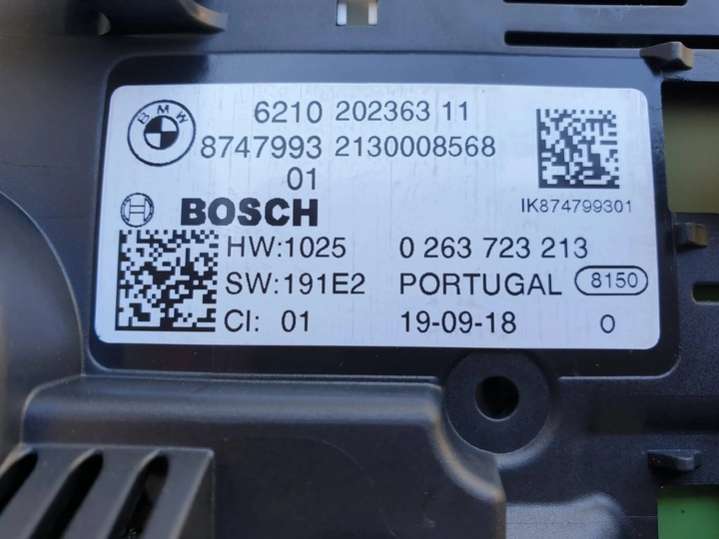 BMW
6210 202363 11
8747993 2130008568
01
IK874799301
BOSCH
HW:1025 0 263 723 213
SW:191E2 PORTUGAL 8150
CI: 01 19-09-18 0